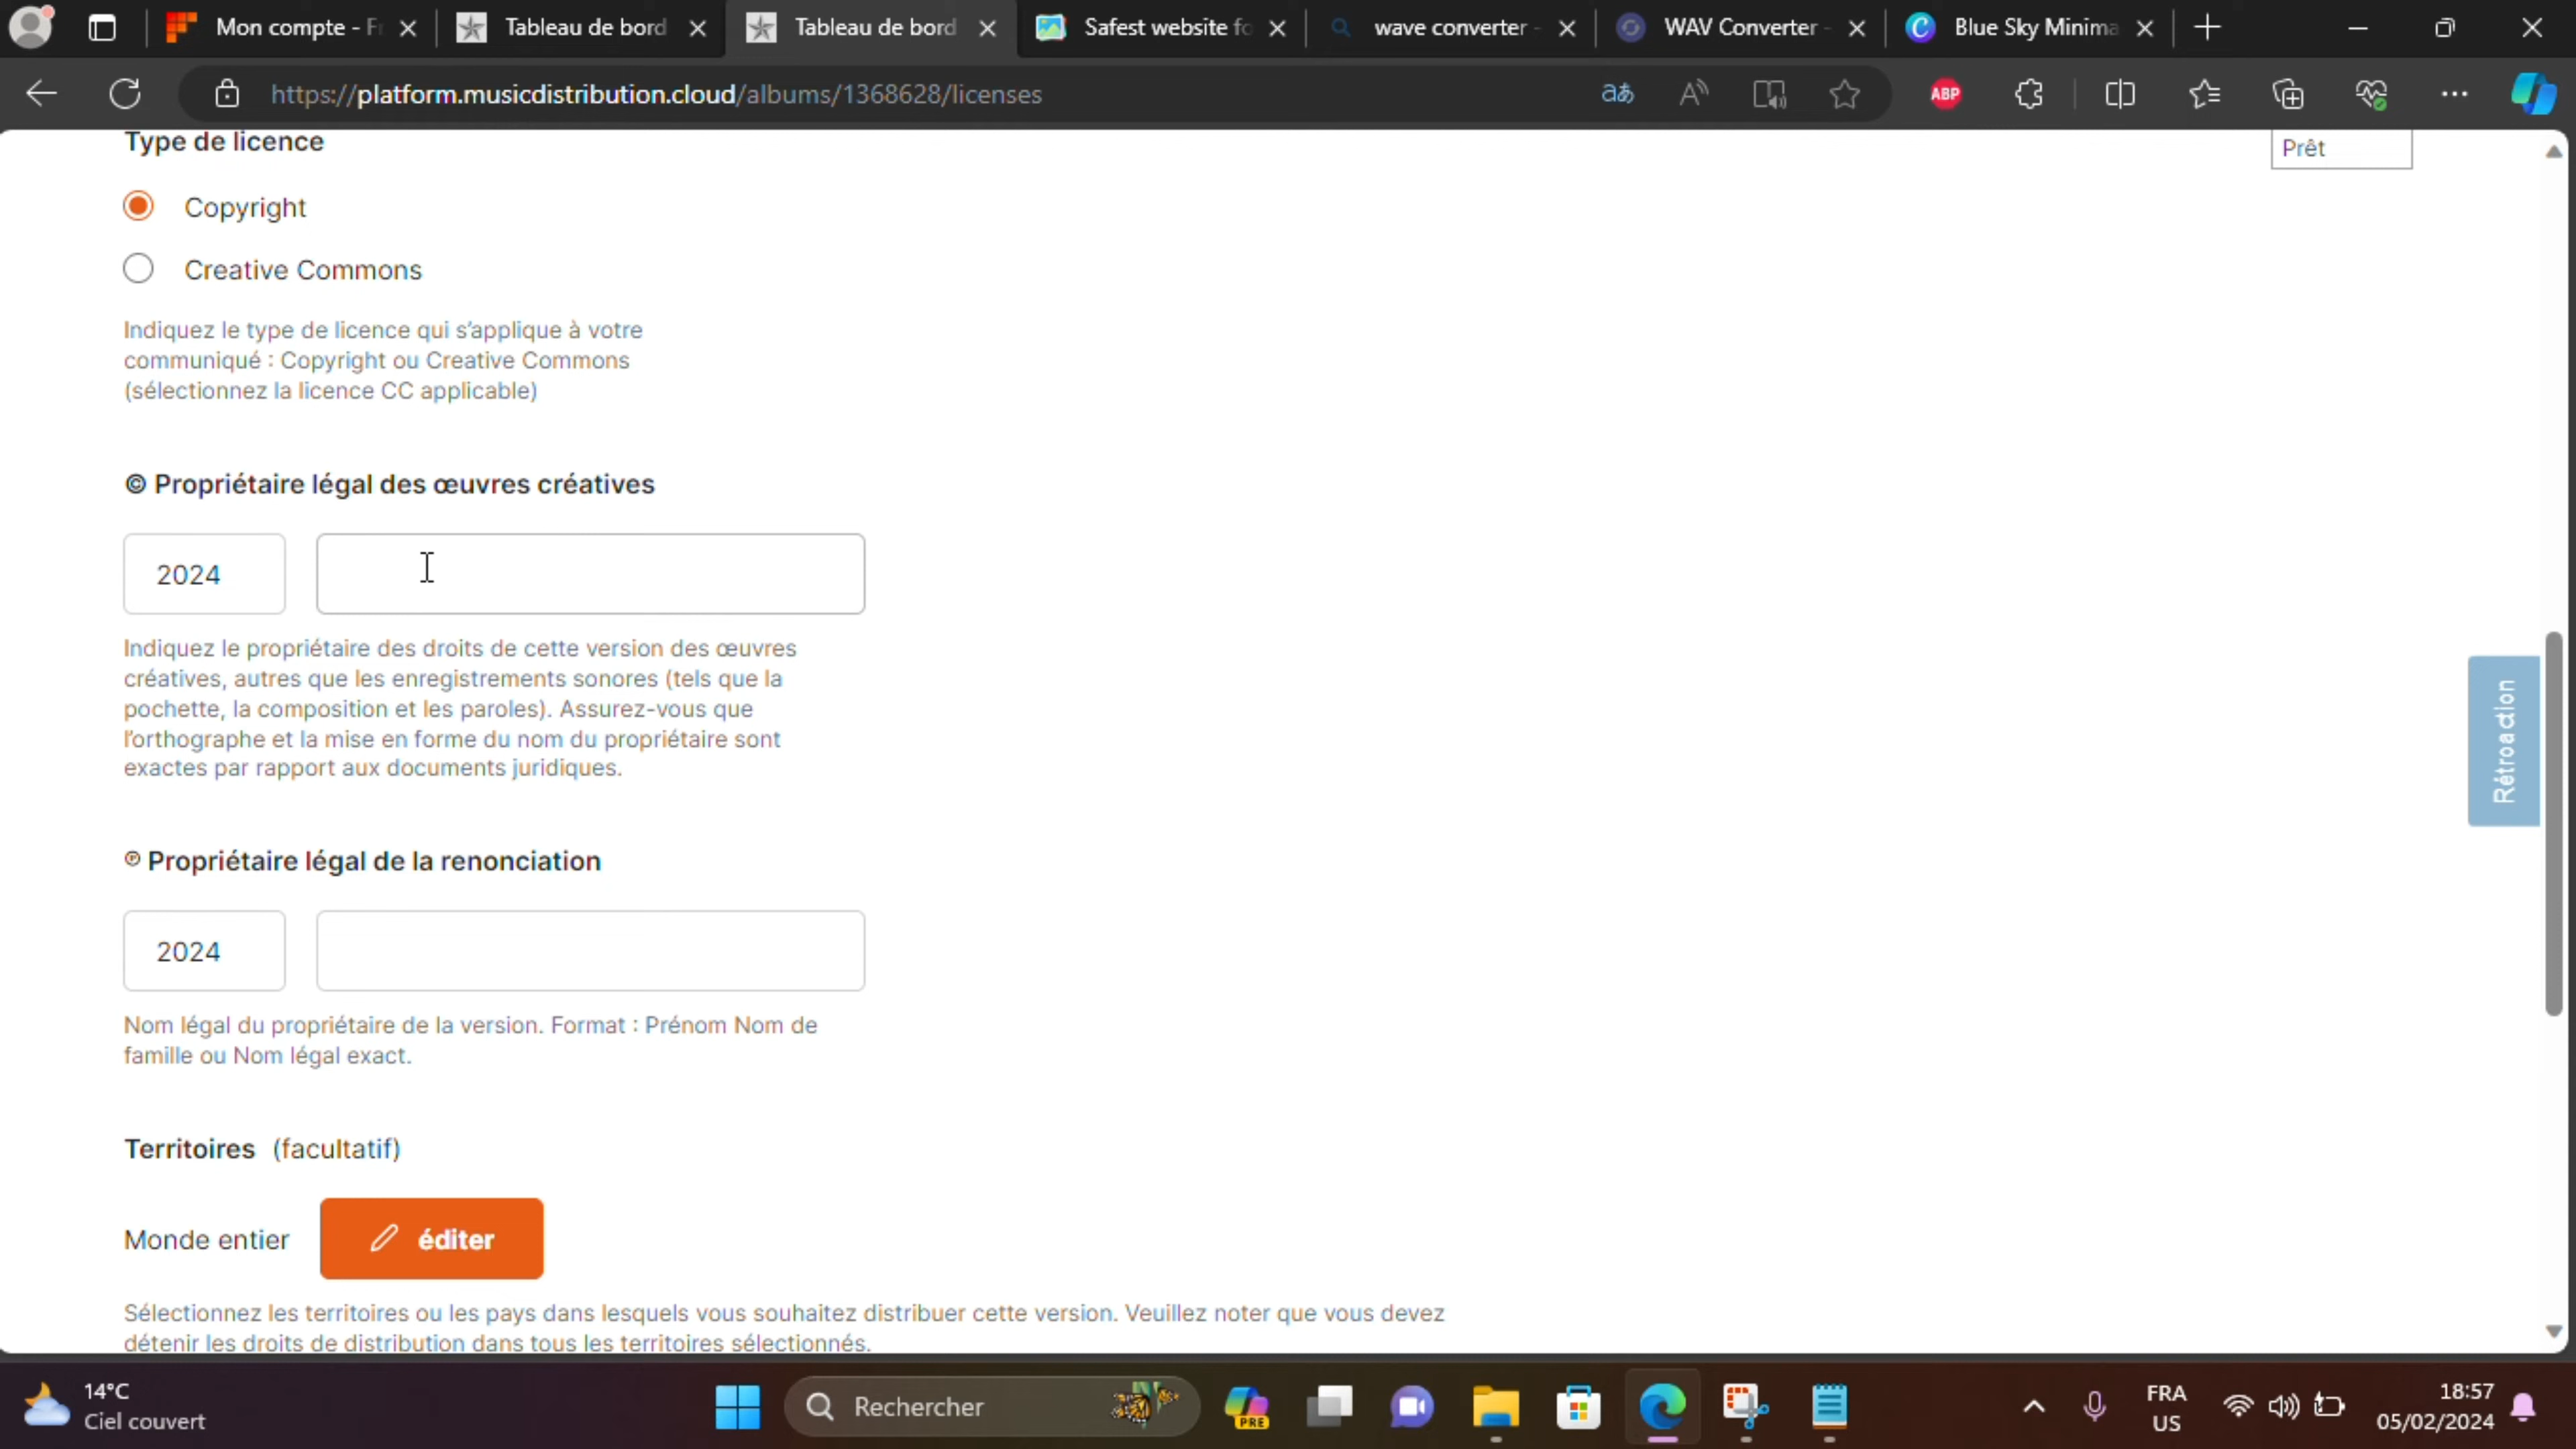 Mon compte - Fr
Tableau de bord
Tableau de bord
Safest website fo
wave converter -
WAV Converter -
Blue Sky Minima
https://platform.musicdistribution.cloud/albums/1368628/licenses
aあ
ABP
Type de licence
Prêt
Copyright
Creative Commons
Indiquez le type de licence qui s'applique à votre
communiqué : Copyright ou Creative Commons
(sélectionnez la licence CC applicable)
© Propriétaire légal des œuvres créatives
2024
Indiquez le propriétaire des droits de cette version des œuvres
créatives, autres que les enregistrements sonores (tels que la
pochette, la composition et les paroles). Assurez-vous que
l'orthographe et la mise en forme du nom du propriétaire sont
exactes par rapport aux documents juridiques.
Rétroaction
℗ Propriétaire légal de la renonciation
2024
Nom légal du propriétaire de la version. Format : Prénom Nom de
famille ou Nom légal exact.
Territoires (facultatif)
Monde entier
éditer
Sélectionnez les territoires ou les pays dans lesquels vous souhaitez distribuer cette version. Veuillez noter que vous devez
détenir les droits de distribution dans tous les territoires sélectionnés.
14°C
Ciel couvert
Rechercher
PRE
FRA
US
18:57
05/02/2024